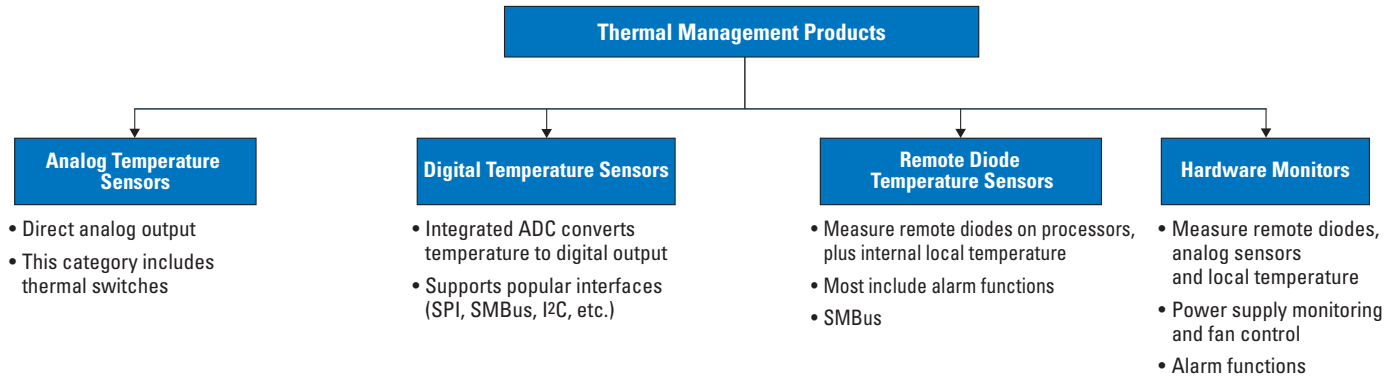 Thermal Management Products
Analog Temperature
Sensors
• Direct analog output
• This category includes
thermal switches
Digital Temperature Sensors
• Integrated ADC converts
temperature to digital output
• Supports popular interfaces
(SPI, SMBus, I2C, etc.)
Remote Diode
Temperature Sensors
• Measure remote diodes on processors,
plus internal local temperature
• Most include alarm functions
• SMBus
Hardware Monitors
• Measure remote diodes,
analog sensors
and local temperature
• Power supply monitoring
and fan control
• Alarm functions